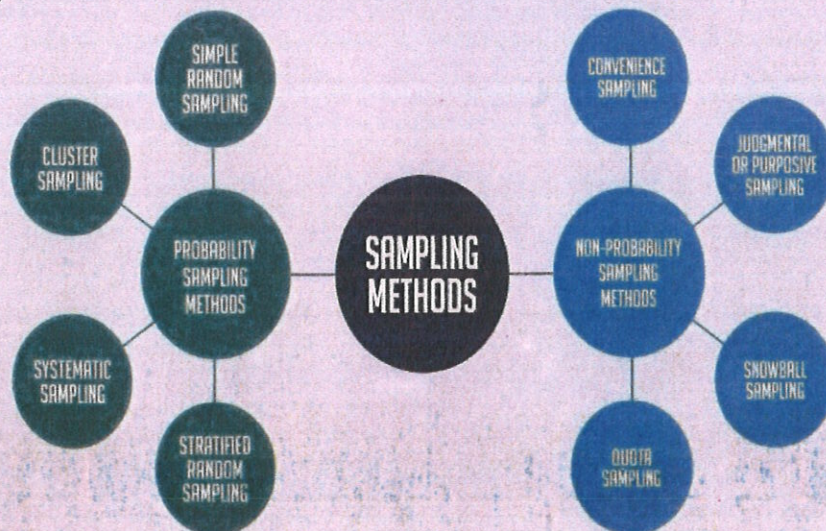 SIMPLE
RANDOM
SAMPLING
CLUSTER
SAMPLING
PROBABILITY
SAMPLING
METHODS
SYSTEMATIC
SAMPLING
STRATIFIED
RANDOM
SAMPLING
SAMPLING
METHODS
CONVENIENCE
SAMPLING
JUDGMENTAL
OR PURPOSIVE
SAMPLING
NON-PROBABILITY
SAMPLING
METHODS
SNOWBALL
SAMPLING
QUOTA
SAMPLING